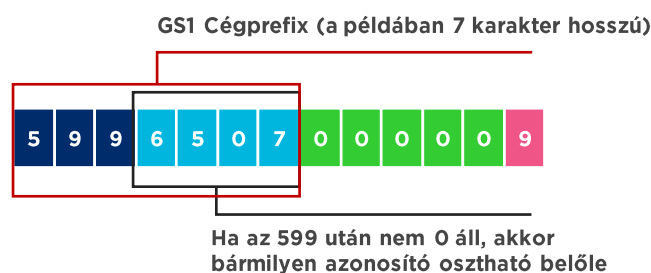 GS1 Cégprefix (a példában 7 karakter hosszú)
5 9 9 6 5 0 7 0 0 0 0 0 9
Ha az 599 után nem 0 áll, akkor
bármilyen azonosító osztható belőle